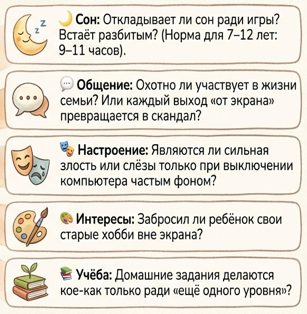 🌙 Сон: Откладывает ли сон ради игры?
Встаёт разбитым? (Норма для 7–12 лет:
9–11 часов).
💬 Общение: Охотно ли участвует в жизни
семьи? Или каждый выход «от экрана»
превращается в скандал?
🎭 Настроение: Являются ли сильная
злость или слёзы только при выключении
компьютера частым фоном?
🎨 Интересы: Забросил ли ребёнок свои
старые хобби вне экрана?
📚 Учёба: Домашние задания делаются
кое-как только ради «ещё одного уровня»?